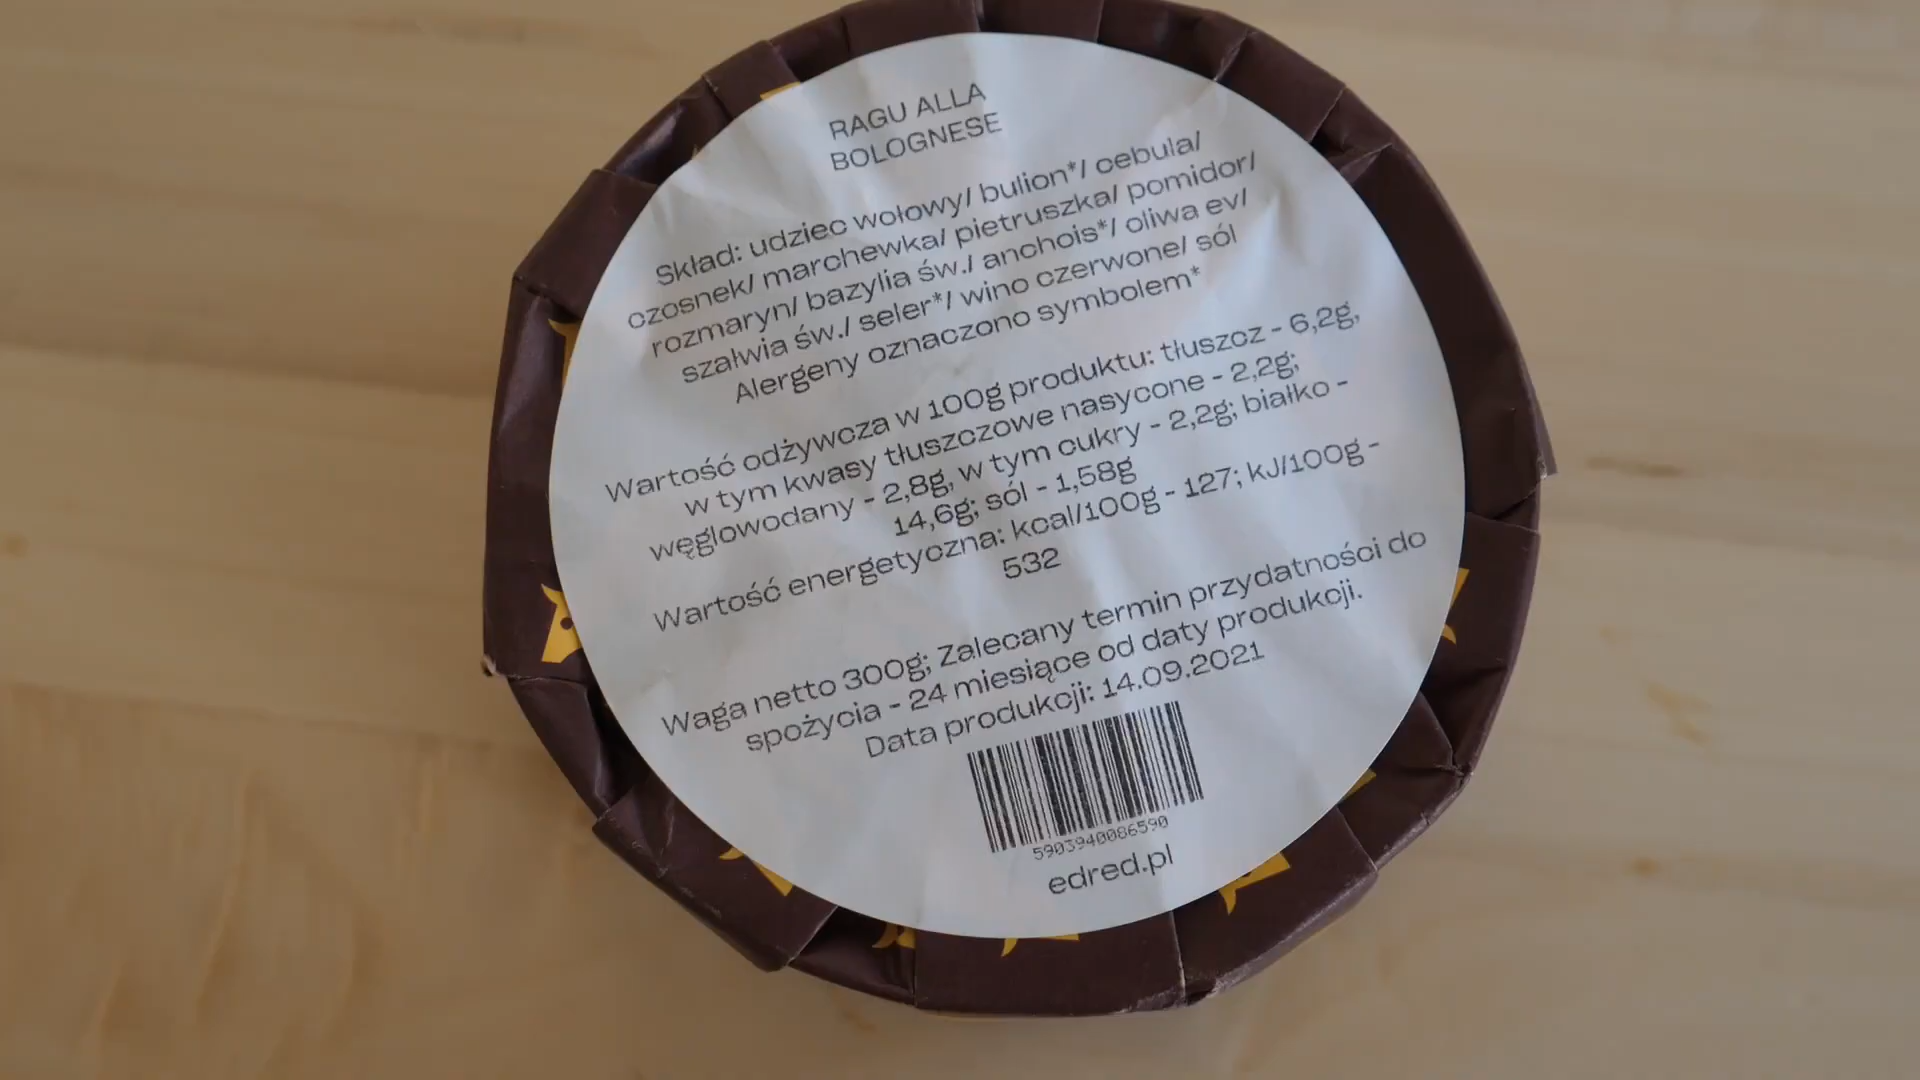 RAGU ALLA
BOLOGNESE
Skład: udziec wołowy/ bulion*/ cebula/
czosnek/ marchewka/ pietruszka/ pomidor/
rozmaryn/ bazylia św./ anchois*/ oliwa ev/
szałwia św./ seler*/ wino czerwone/ sól
Alergeny oznaczono symbolem*
Wartość odżywcza w 100g produktu: tłuszcz - 6,2g,
w tym kwasy tłuszczowe nasycone - 2,2g;
węglowodany - 2,8g, w tym cukry - 2,2g; białko -
14,6g; sól - 1,58g
Wartość energetyczna: kcal/100g - 127; kJ/100g -
532
Waga netto 300g; Zalecany termin przydatności do
spożycia - 24 miesiące od daty produkcji.
Data produkcji: 14.09.2021
5903940086590
edred.pl